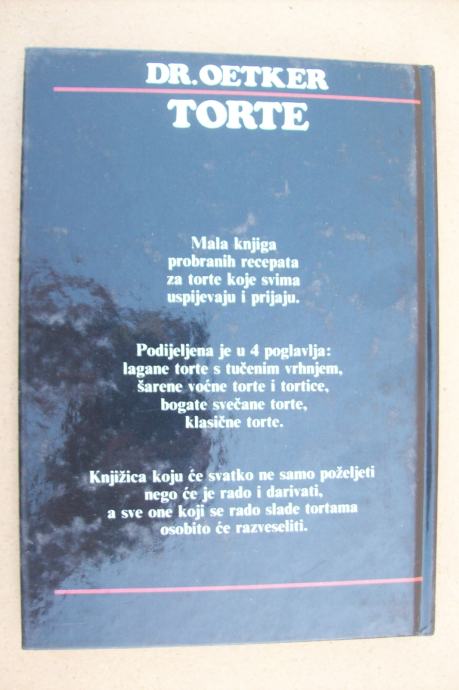 DR. OETKER
TORTE
Mala knjiga
probranih recepata
za torte koje svima
uspijevaju i prijaju.
Podijeljena je u 4 poglavlja:
lagane torte s tučenim vrhnjem,
šarene voćne torte i tortice,
bogate svečane torte,
klasične torte.
Knjižica koju će svatko ne samo poželjeti
nego će je rado i darivati,
a sve one koji se rado slade tortama
osobito će razveseliti.